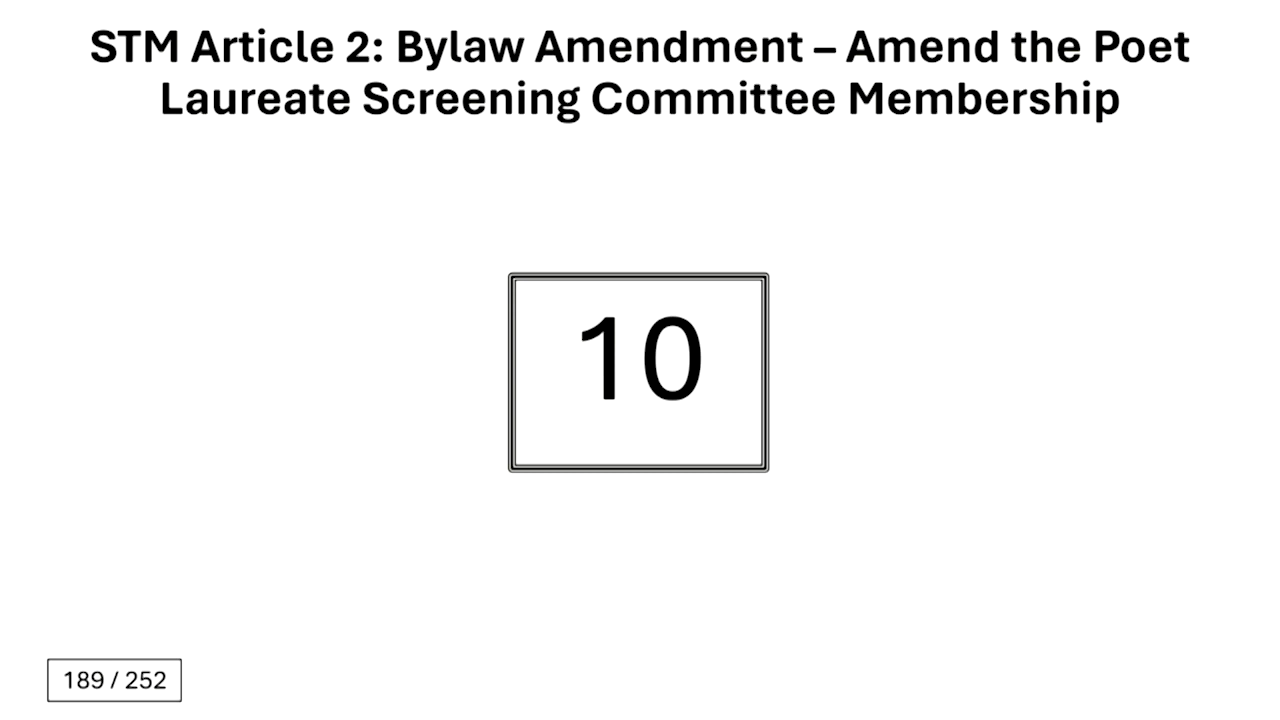 STM Article 2: Bylaw Amendment – Amend the Poet
Laureate Screening Committee Membership
10
189 / 252